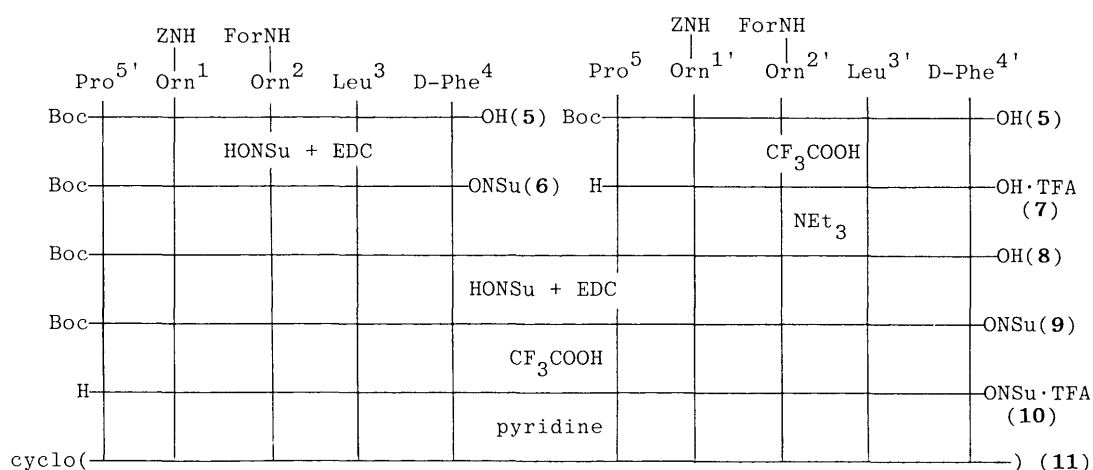 ZNH ForNH ZNH ForNH
Pro5' Orn1 Orn2 Leu3 D-Phe4 Pro5 Orn1' Orn2' Leu3' D-Phe4'
Boc OH(5) Boc OH(5)
HONSu + EDC CF3COOH
Boc ONSu(6) H OH·TFA
(7)
NEt3
Boc OH(8)
HONSu + EDC
Boc ONSu(9)
CF3COOH
H ONSu·TFA
(10)
pyridine
cyclo( ) (11)